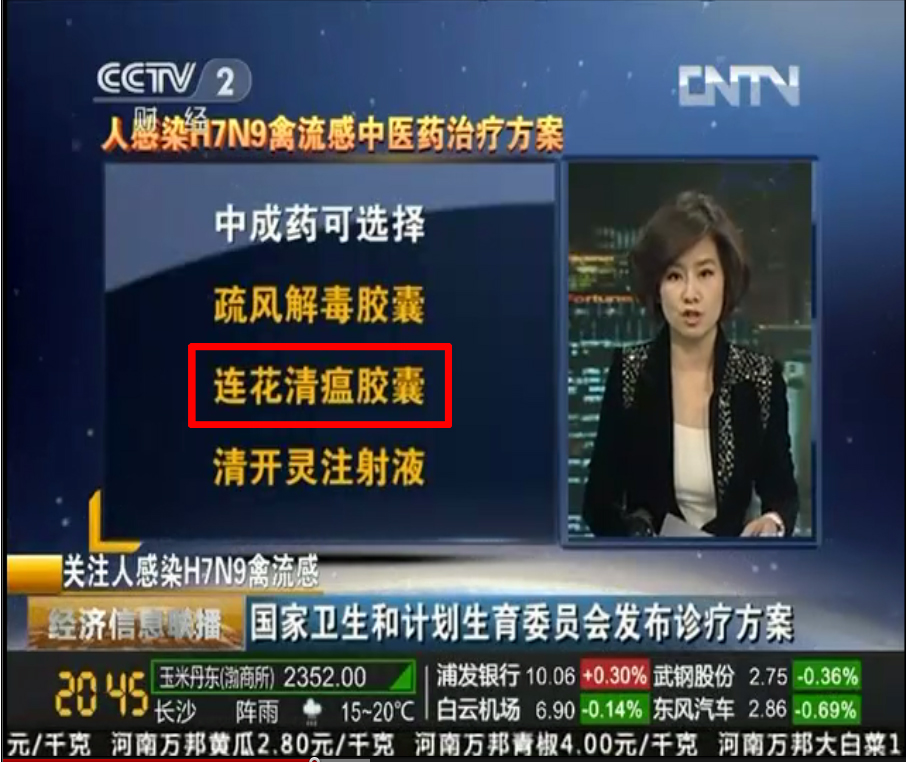 CCTV 2
财 经
CNTV
人感染H7N9禽流感中医药治疗方案
中成药可选择
疏风解毒胶囊
连花清瘟胶囊
清开灵注射液
Fortune
关注人感染H7N9禽流感
经济信息联播
国家卫生和计划生育委员会发布诊疗方案
20 45
玉米丹东(渤商所) 2352.00
长沙 阵雨 15~20℃
浦发银行 10.06 +0.30% 武钢股份 2.75 -0.36%
白云机场 6.90 -0.14% 东风汽车 2.86 -0.69%
元/千克 河南万邦黄瓜2.80元/千克 河南万邦青椒4.00元/千克 河南万邦大白菜1